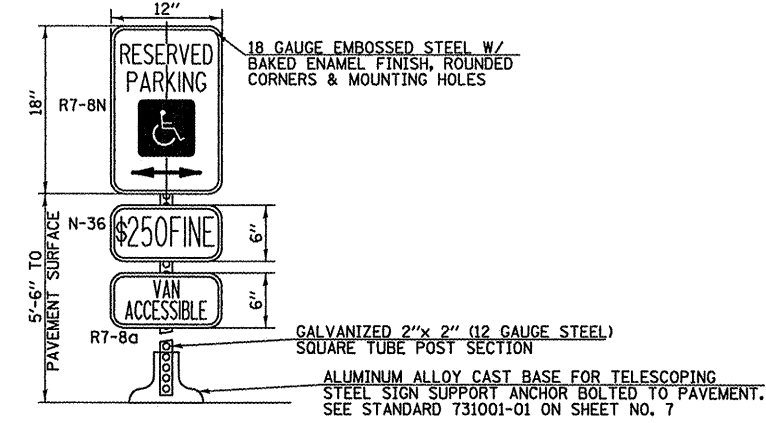 12"
RESERVED
PARKING
18 GAUGE EMBOSSED STEEL W/
BAKED ENAMEL FINISH, ROUNDED
CORNERS & MOUNTING HOLES
18"
R7-8N
N-36
$250FINE
6"
VAN
ACCESSIBLE
6"
R7-8a
5'-6" TO
PAVEMENT SURFACE
GALVANIZED 2"x 2" (12 GAUGE STEEL)
SQUARE TUBE POST SECTION
ALUMINUM ALLOY CAST BASE FOR TELESCOPING
STEEL SIGN SUPPORT ANCHOR BOLTED TO PAVEMENT.
SEE STANDARD 731001-01 ON SHEET NO. 7